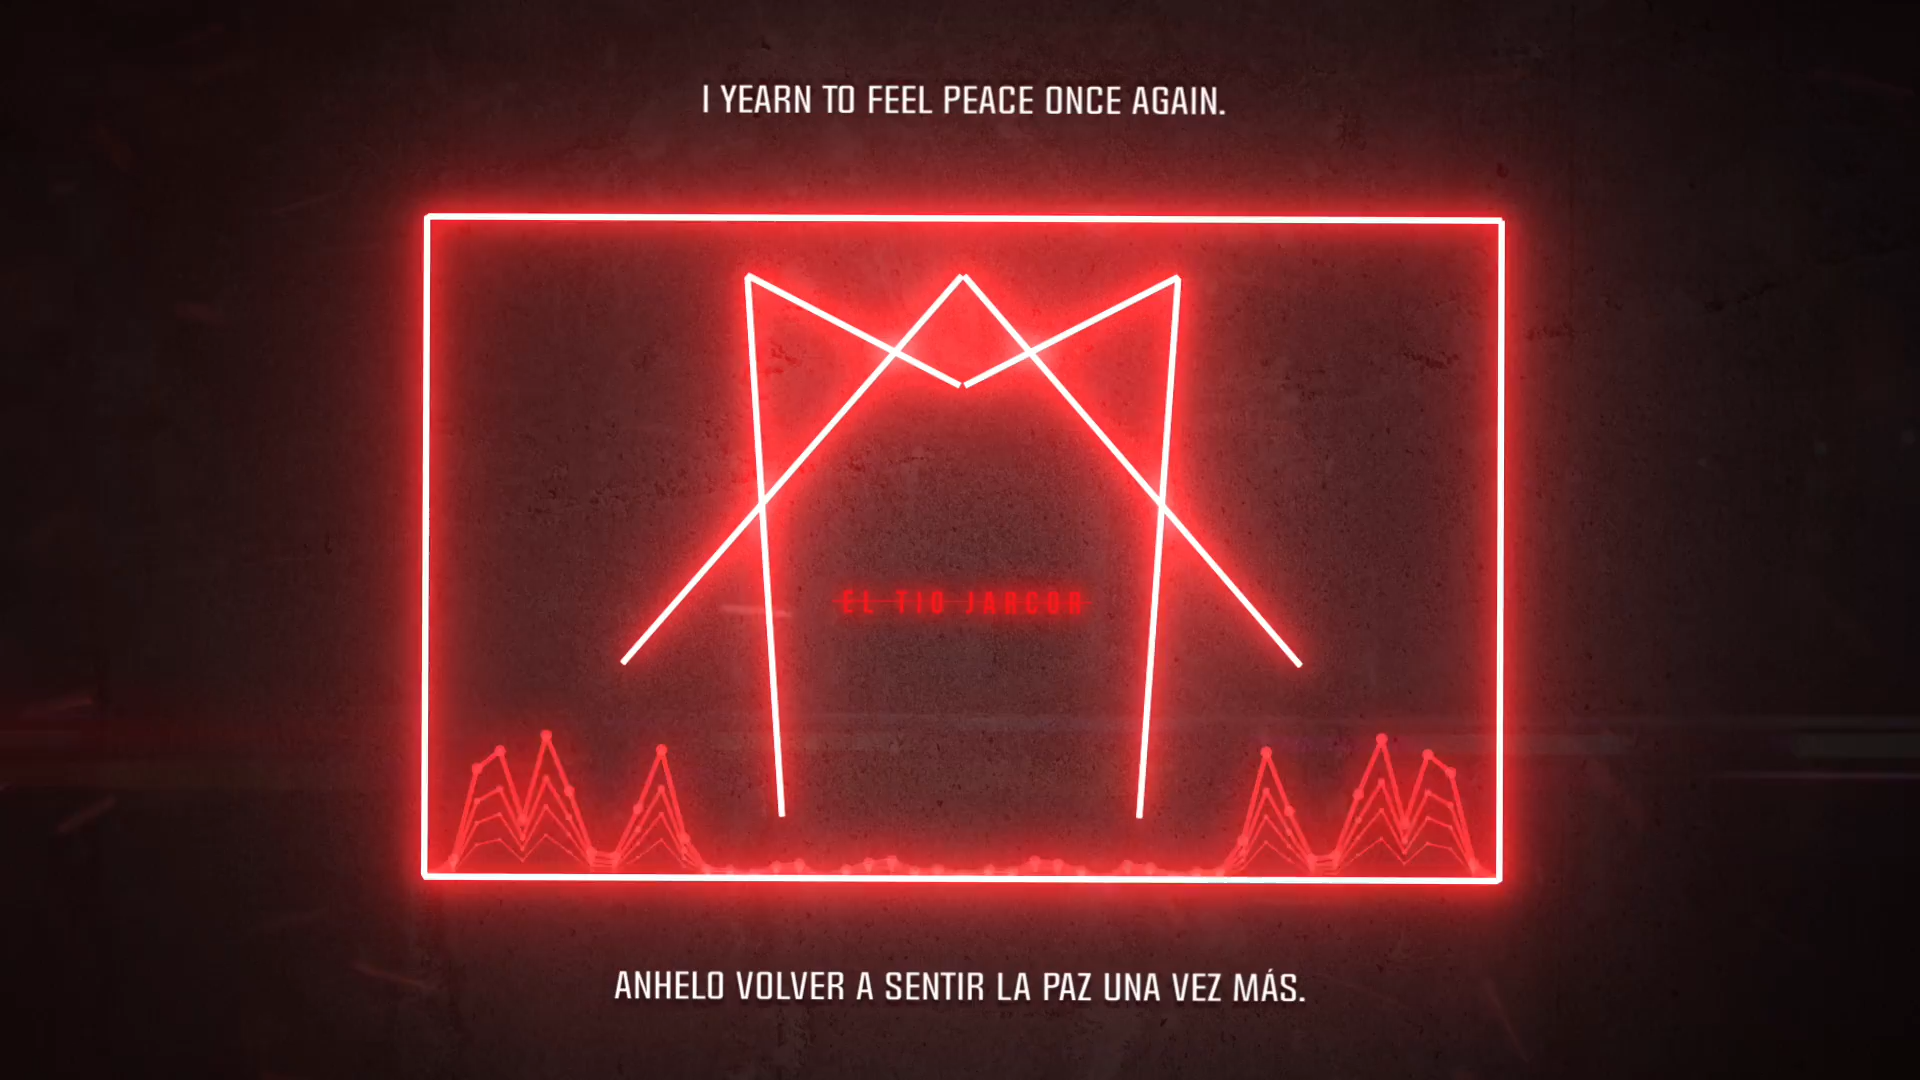 I YEARN TO FEEL PEACE ONCE AGAIN.
EL TIO JARCOR
ANHELO VOLVER A SENTIR LA PAZ UNA VEZ MÁS.